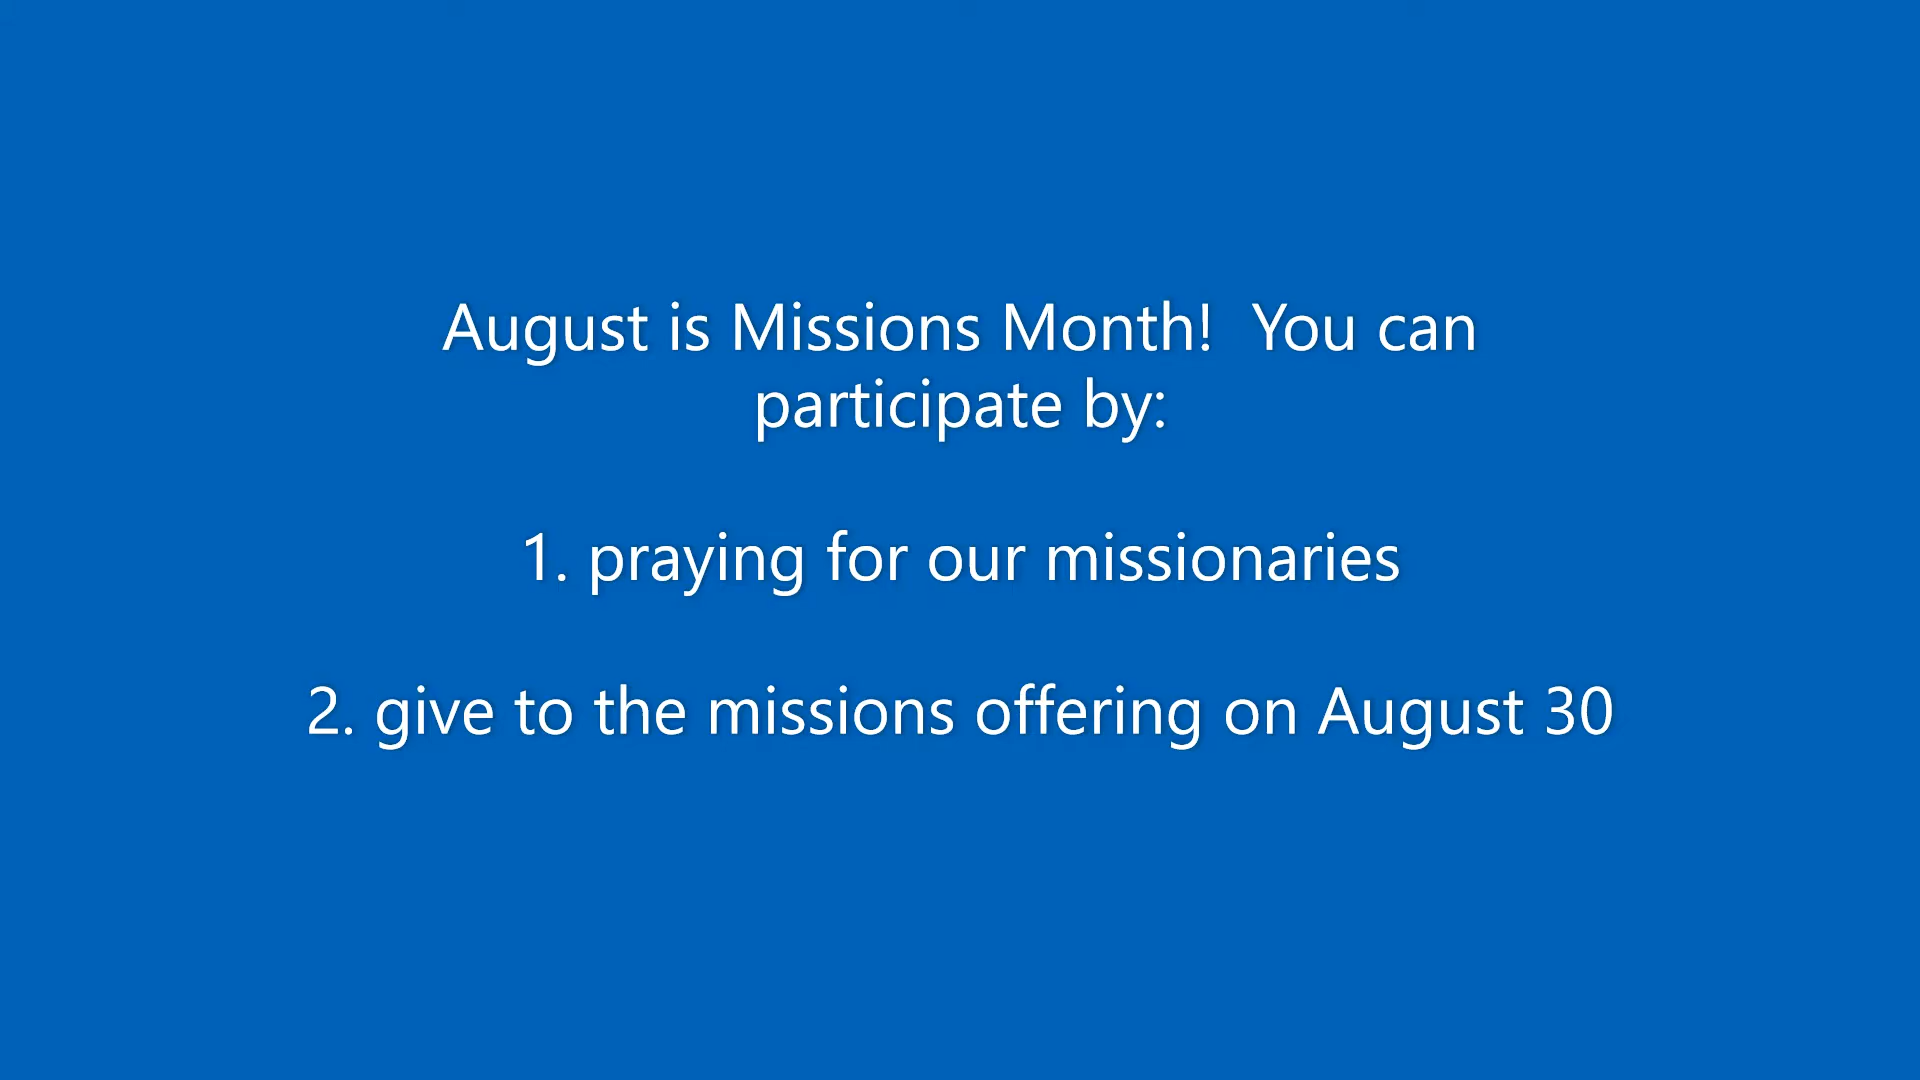 August is Missions Month!  You can
participate by:
1. praying for our missionaries
2. give to the missions offering on August 30